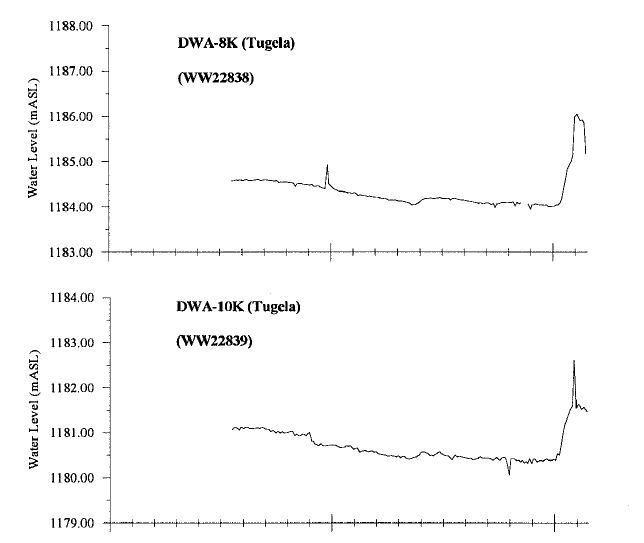 1188.00
DWA-8K (Tugela)
1187.00
(WW22838)
1186.00
1185.00
1184.00
1183.00
Water Level (mASL)
1184.00
DWA-10K (Tugela)
1183.00
(WW22839)
1182.00
1181.00
1180.00
1179.00
Water Level (mASL)